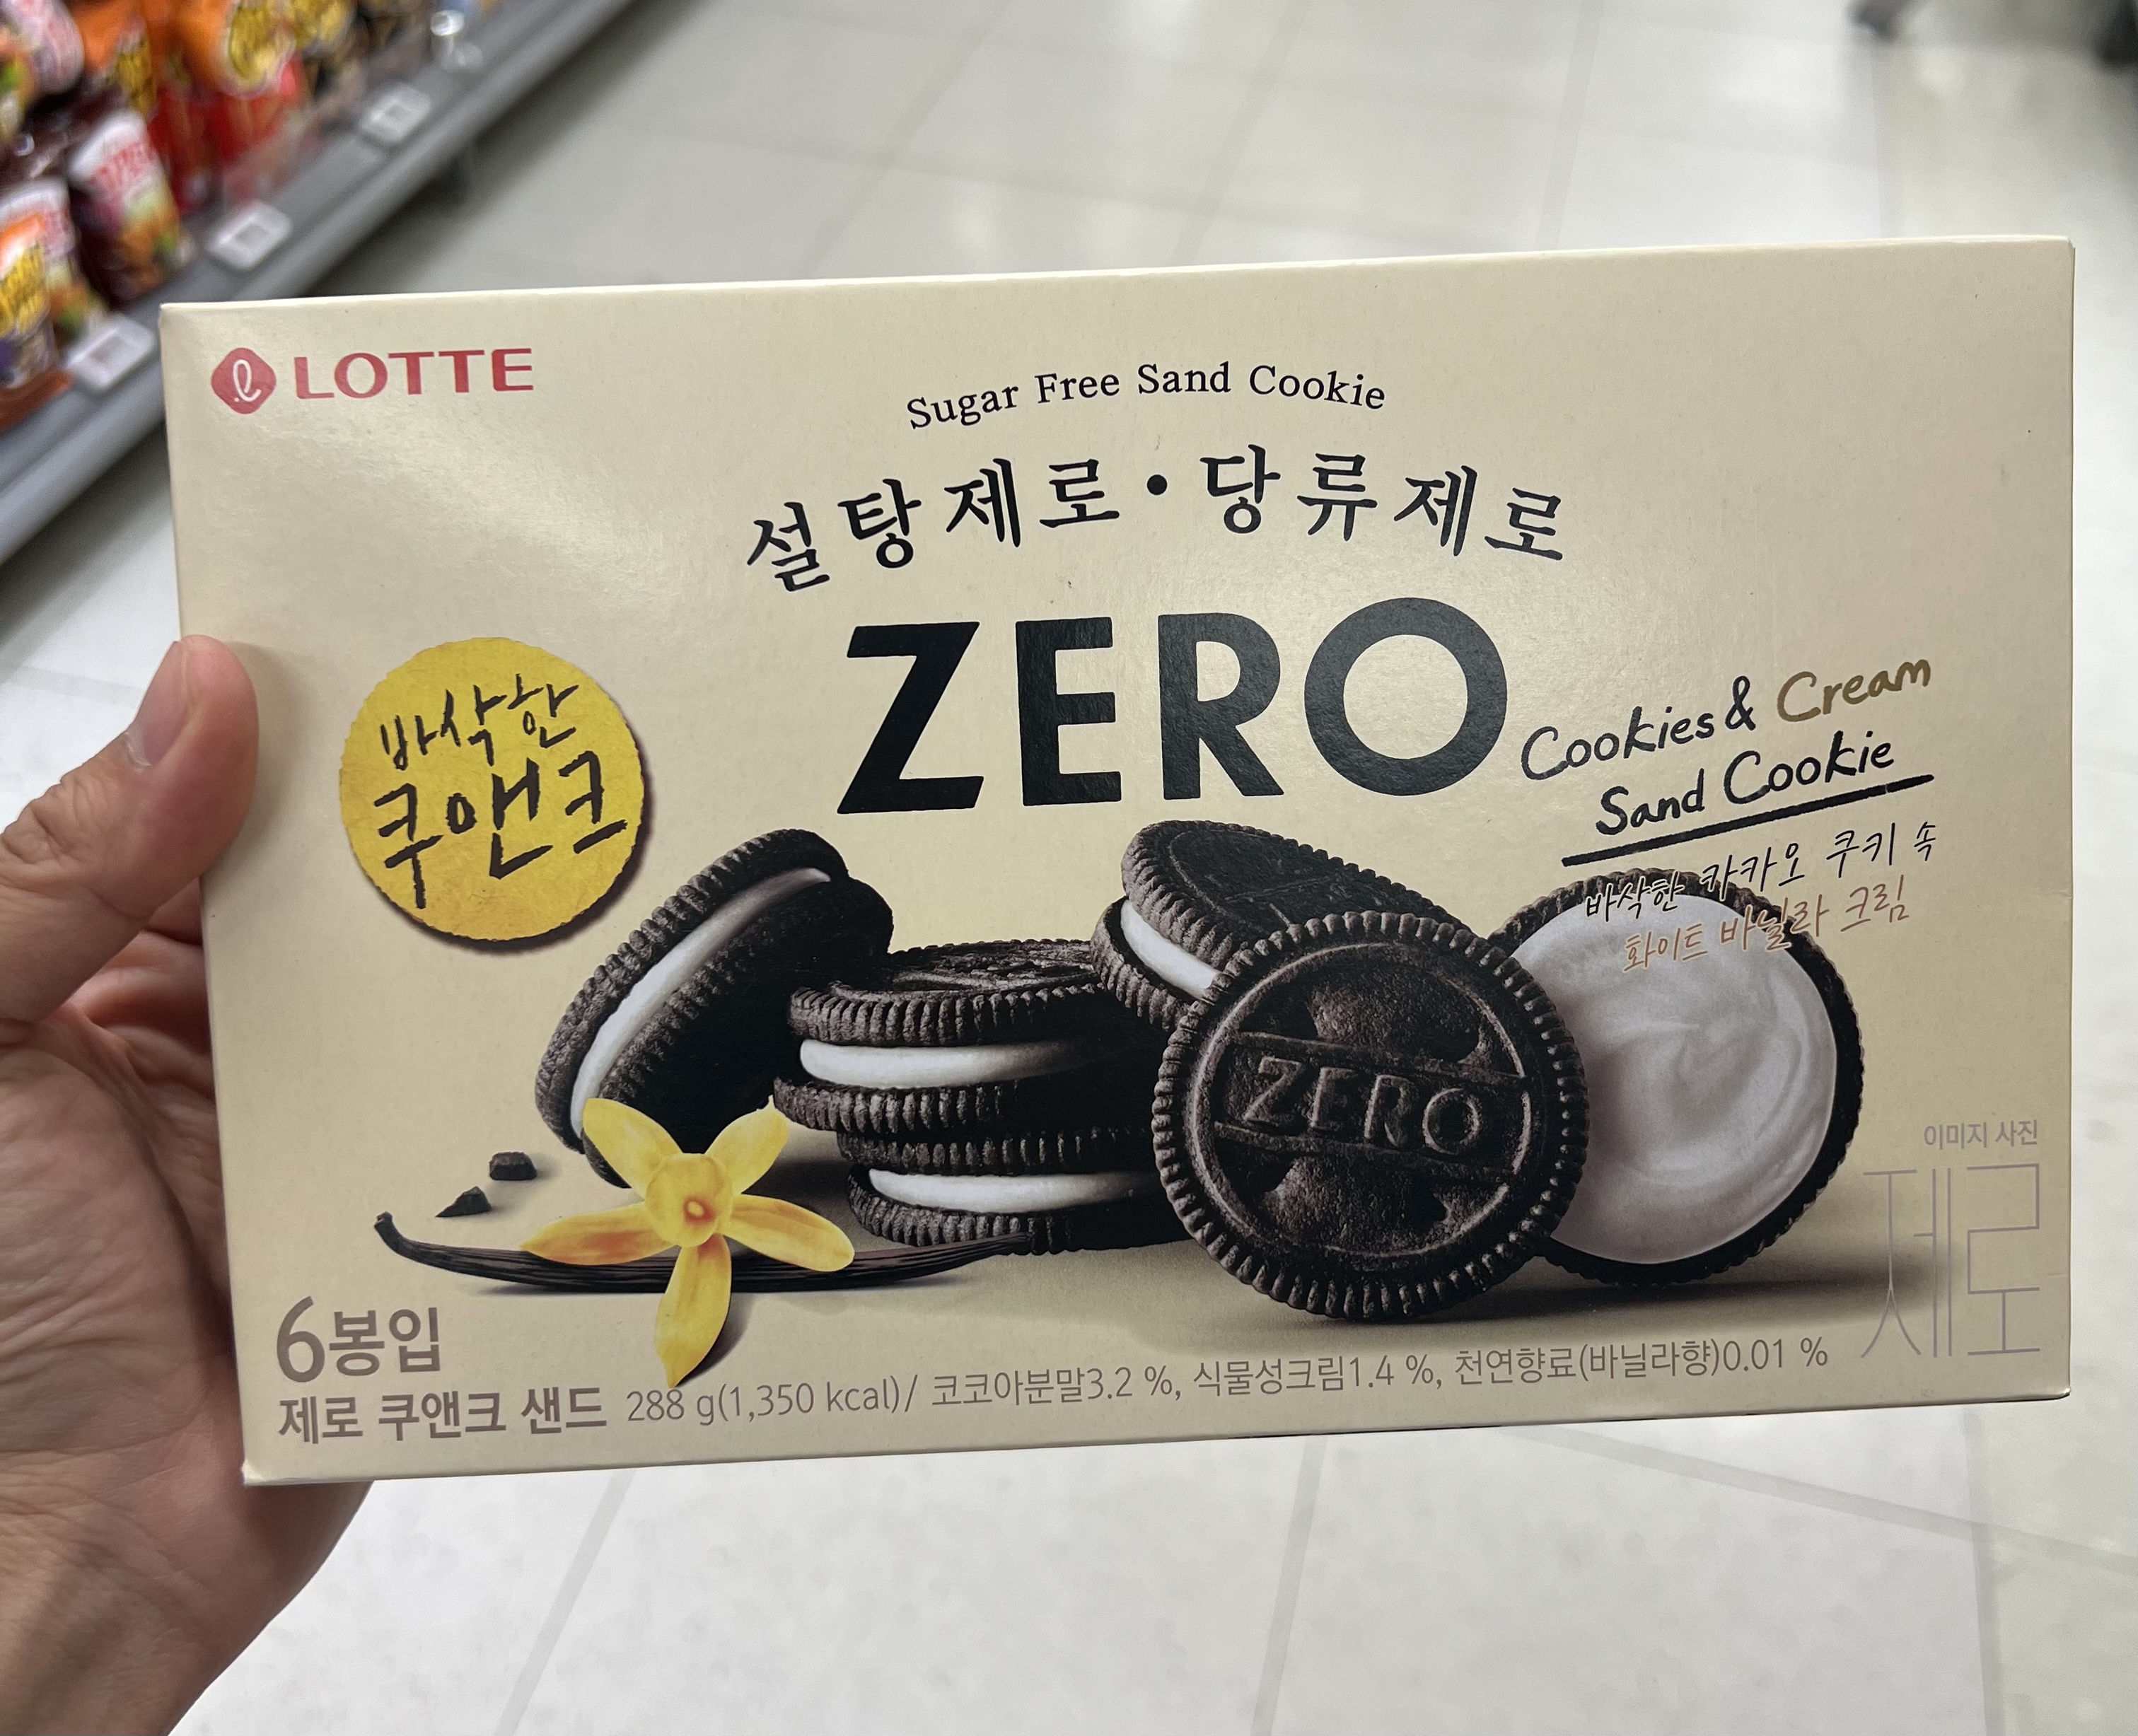 LOTTE
Sugar Free Sand Cookie
설탕제로·당류제로
ZERO
Cookies & Cream
Sand Cookie
바삭한 카카오 쿠키 속
화이트 바닐라 크림
바삭한
쿠앤크
ZERO
이미지 사진
제로
6봉입
제로 쿠앤크 샌드 288 g(1,350 kcal)/ 코코아분말3.2 %, 식물성크림1.4 %, 천연향료(바닐라향)0.01 %